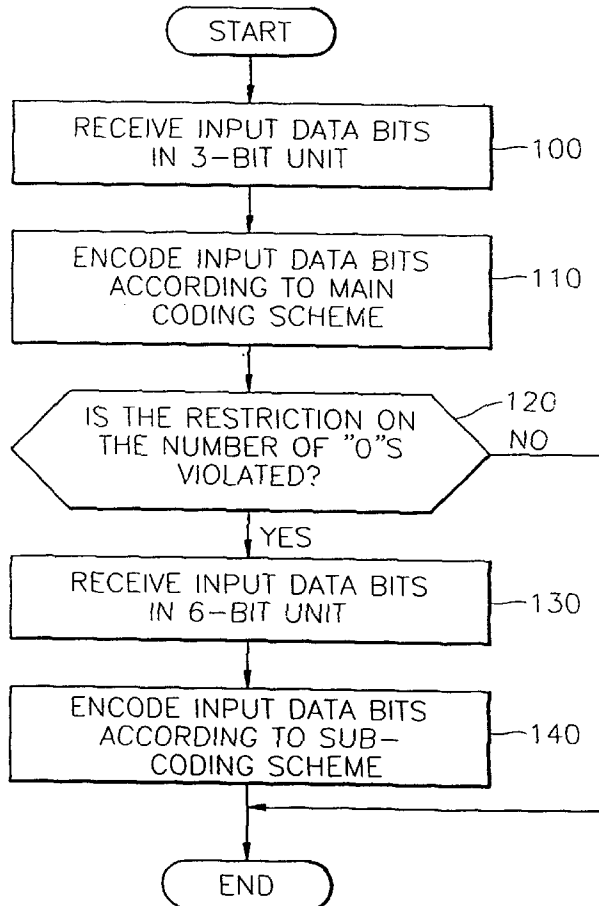 START
RECEIVE INPUT DATA BITS
IN 3-BIT UNIT
100
ENCODE INPUT DATA BITS
ACCORDING TO MAIN
CODING SCHEME
110
IS THE RESTRICTION ON
THE NUMBER OF "0"S
VIOLATED?
120
NO
YES
RECEIVE INPUT DATA BITS
IN 6-BIT UNIT
130
ENCODE INPUT DATA BITS
ACCORDING TO SUB-
CODING SCHEME
140
END